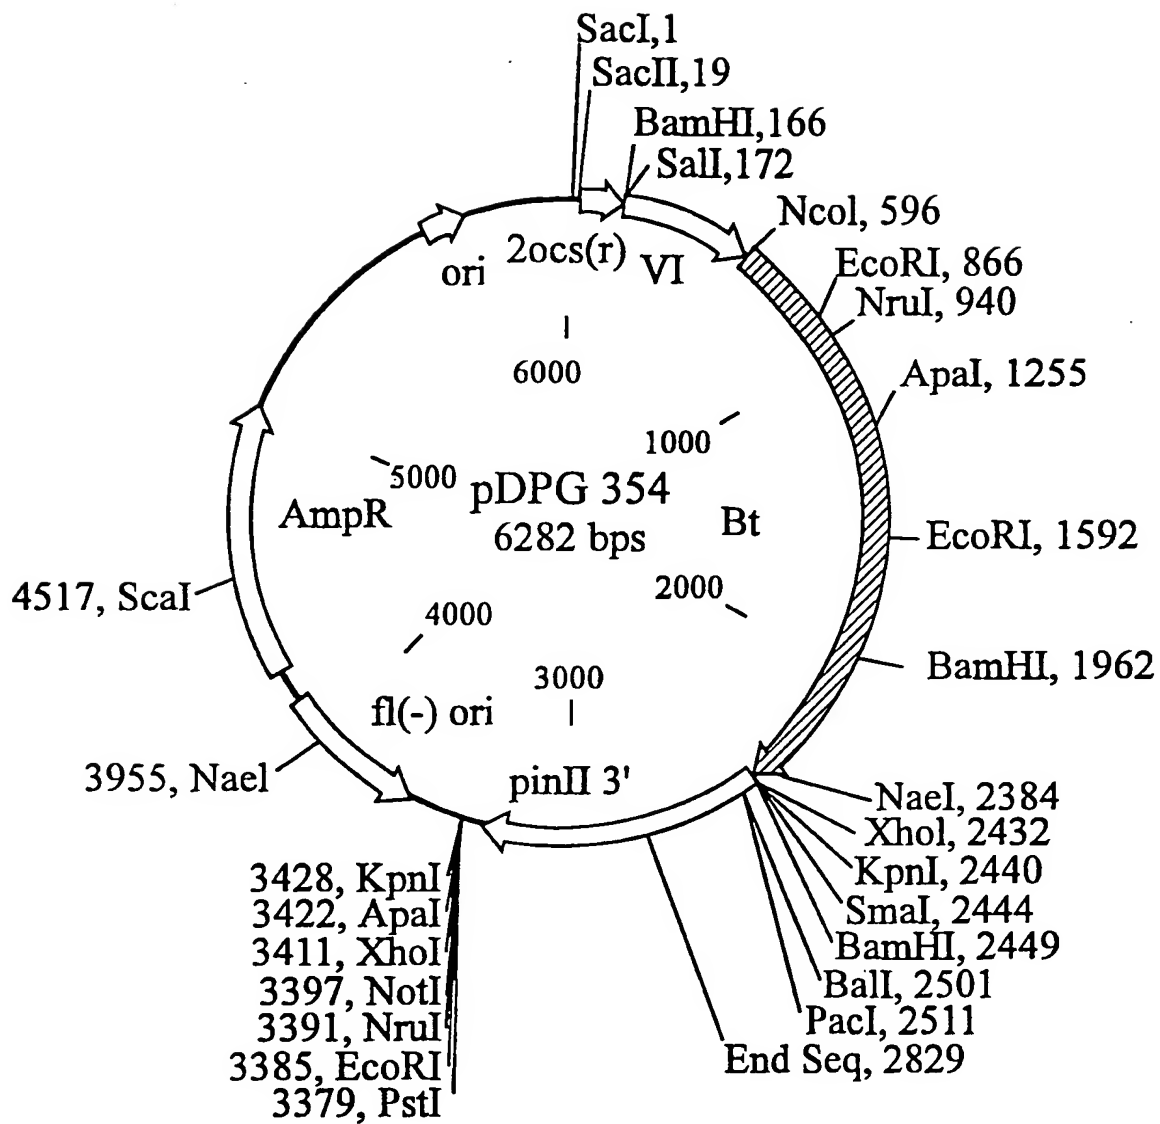 SacI,1
SacII,19
BamHI,166
SalI,172
Ncol, 596
EcoRI, 866
NruI, 940
ApaI, 1255
EcoRI, 1592
BamHI, 1962
NaeI, 2384
Xhol, 2432
KpnI, 2440
SmaI, 2444
BamHI, 2449
BalI, 2501
PacI, 2511
End Seq, 2829
3428, KpnI
3422, ApaI
3411, XhoI
3397, NotI
3391, NruI
3385, EcoRI
3379, PstI
3955, Nael
4517, ScaI
ori
2ocs(r)
VI
Bt
pinII 3'
fl(-) ori
AmpR
6000
1000
2000
3000
4000
5000
pDPG 354
6282 bps